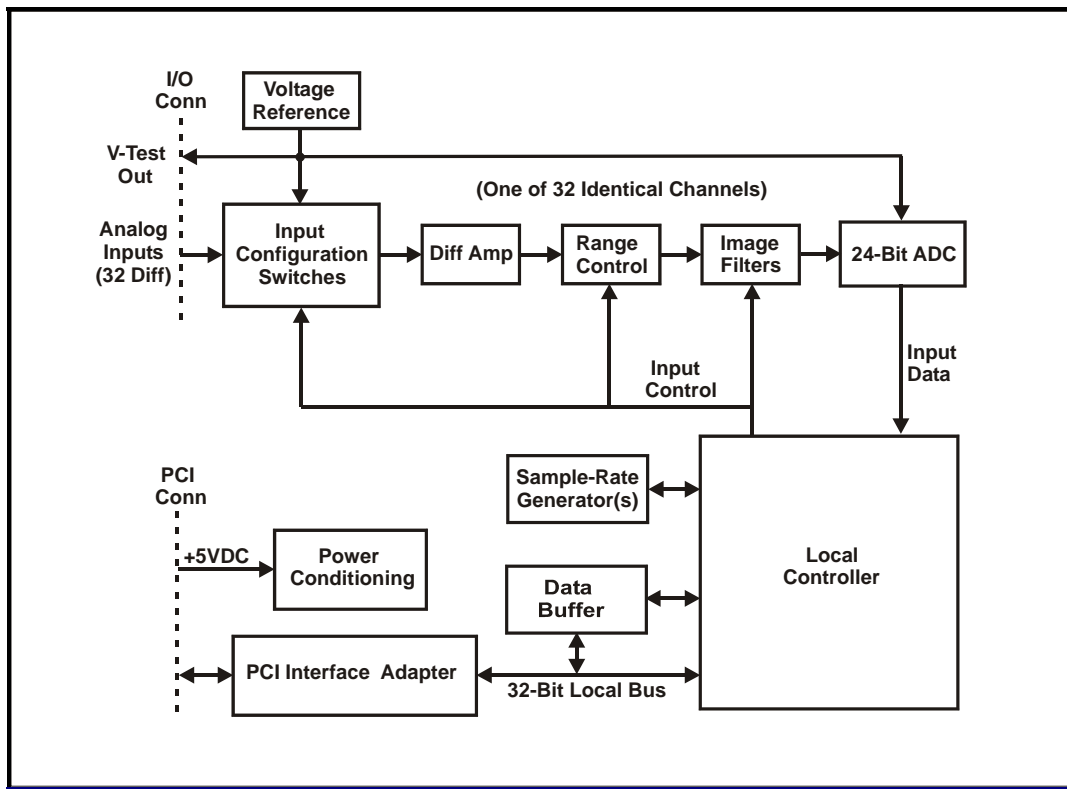 I/O
Conn
Voltage
Reference
V-Test
Out
(One of 32 Identical Channels)
Analog
Inputs
(32 Diff)
Input
Configuration
Switches
Diff Amp
Range
Control
Image
Filters
24-Bit ADC
Input
Control
Input
Data
PCI
Conn
Sample-Rate
Generator(s)
+5VDC
Power
Conditioning
Local
Controller
Data
Buffer
PCI Interface Adapter
32-Bit Local Bus